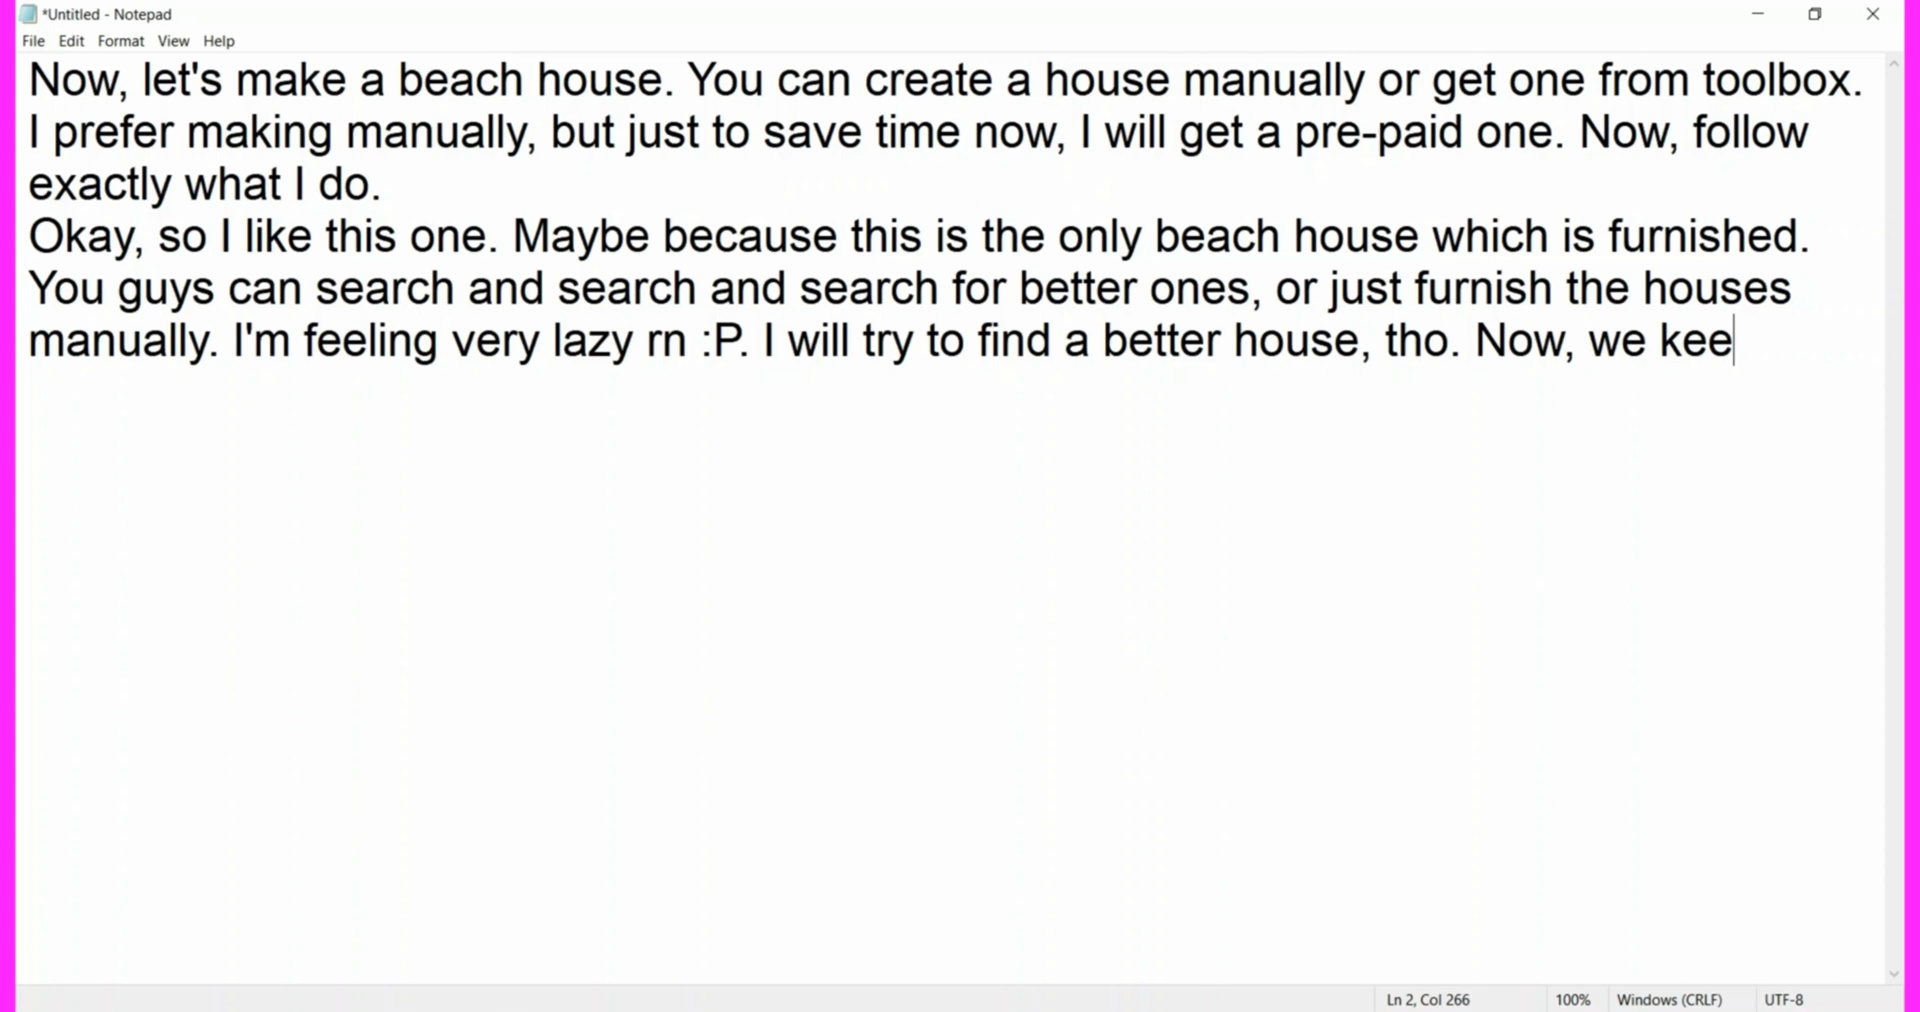 *Untitled - Notepad
File Edit Format View Help
Now, let's make a beach house. You can create a house manually or get one from toolbox.
I prefer making manually, but just to save time now, I will get a pre-paid one. Now, follow
exactly what I do.
Okay, so I like this one. Maybe because this is the only beach house which is furnished.
You guys can search and search and search for better ones, or just furnish the houses
manually. I'm feeling very lazy rn :P. I will try to find a better house, tho. Now, we kee
Ln 2, Col 266 100% Windows (CRLF) UTF-8